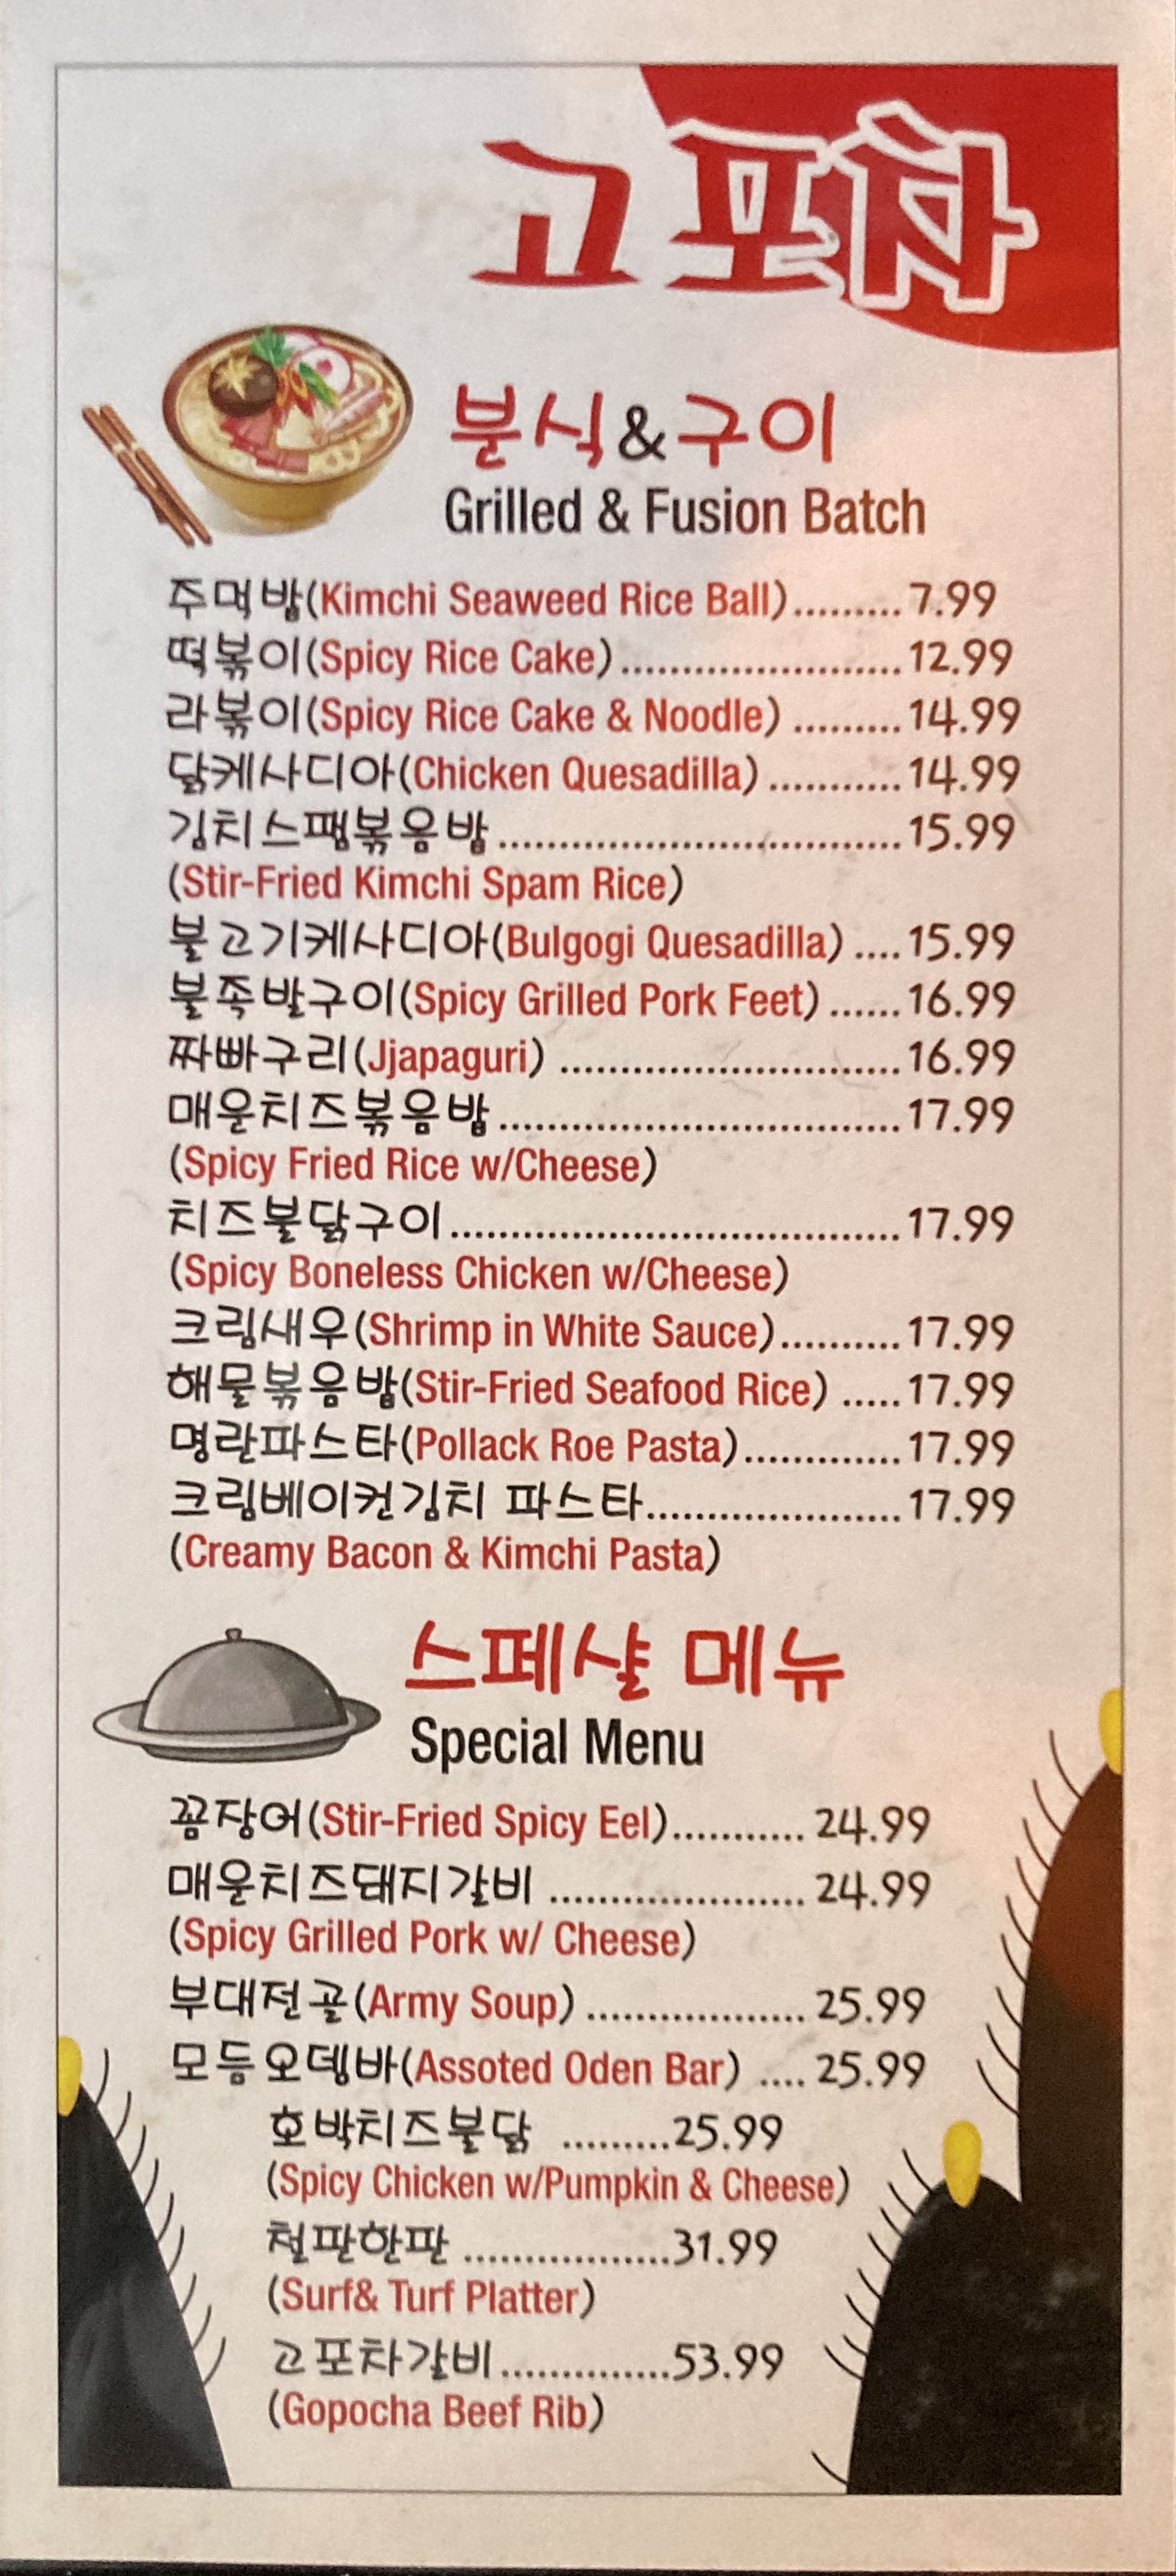 고포차
분식&구이
Grilled & Fusion Batch
주먹밥(Kimchi Seaweed Rice Ball).........7.99
떡볶이(Spicy Rice Cake).......................12.99
라볶이(Spicy Rice Cake & Noodle) .........14.99
닭케사디아(Chicken Quesadilla) ...........14.99
김치스팸볶음밥.................................15.99
(Stir-Fried Kimchi Spam Rice)
불고기케사디아(Bulgogi Quesadilla) ....15.99
불족발구이(Spicy Grilled Pork Feet) ......16.99
짜빠구리(Jjapaguri) ............................16.99
매운치즈볶음밥.................................17.99
(Spicy Fried Rice w/Cheese)
치즈불닭구이.....................................17.99
(Spicy Boneless Chicken w/Cheese)
크림새우(Shrimp in White Sauce)..........17.99
해물볶음밥(Stir-Fried Seafood Rice) .....17.99
명란파스타(Pollack Roe Pasta).............17.99
크림베이컨김치 파스타.....................17.99
(Creamy Bacon & Kimchi Pasta)
스페샬 메뉴
Special Menu
꼼장어(Stir-Fried Spicy Eel)........... 24.99
매운치즈돼지갈비 ..................... 24.99
(Spicy Grilled Pork w/ Cheese)
부대전골(Army Soup) .................. 25.99
모듬오뎅바(Assoted Oden Bar) .... 25.99
호박치즈불닭 .........25.99
(Spicy Chicken w/Pumpkin & Cheese)
철판한판 .................31.99
(Surf& Turf Platter)
고포차갈비..............53.99
(Gopocha Beef Rib)